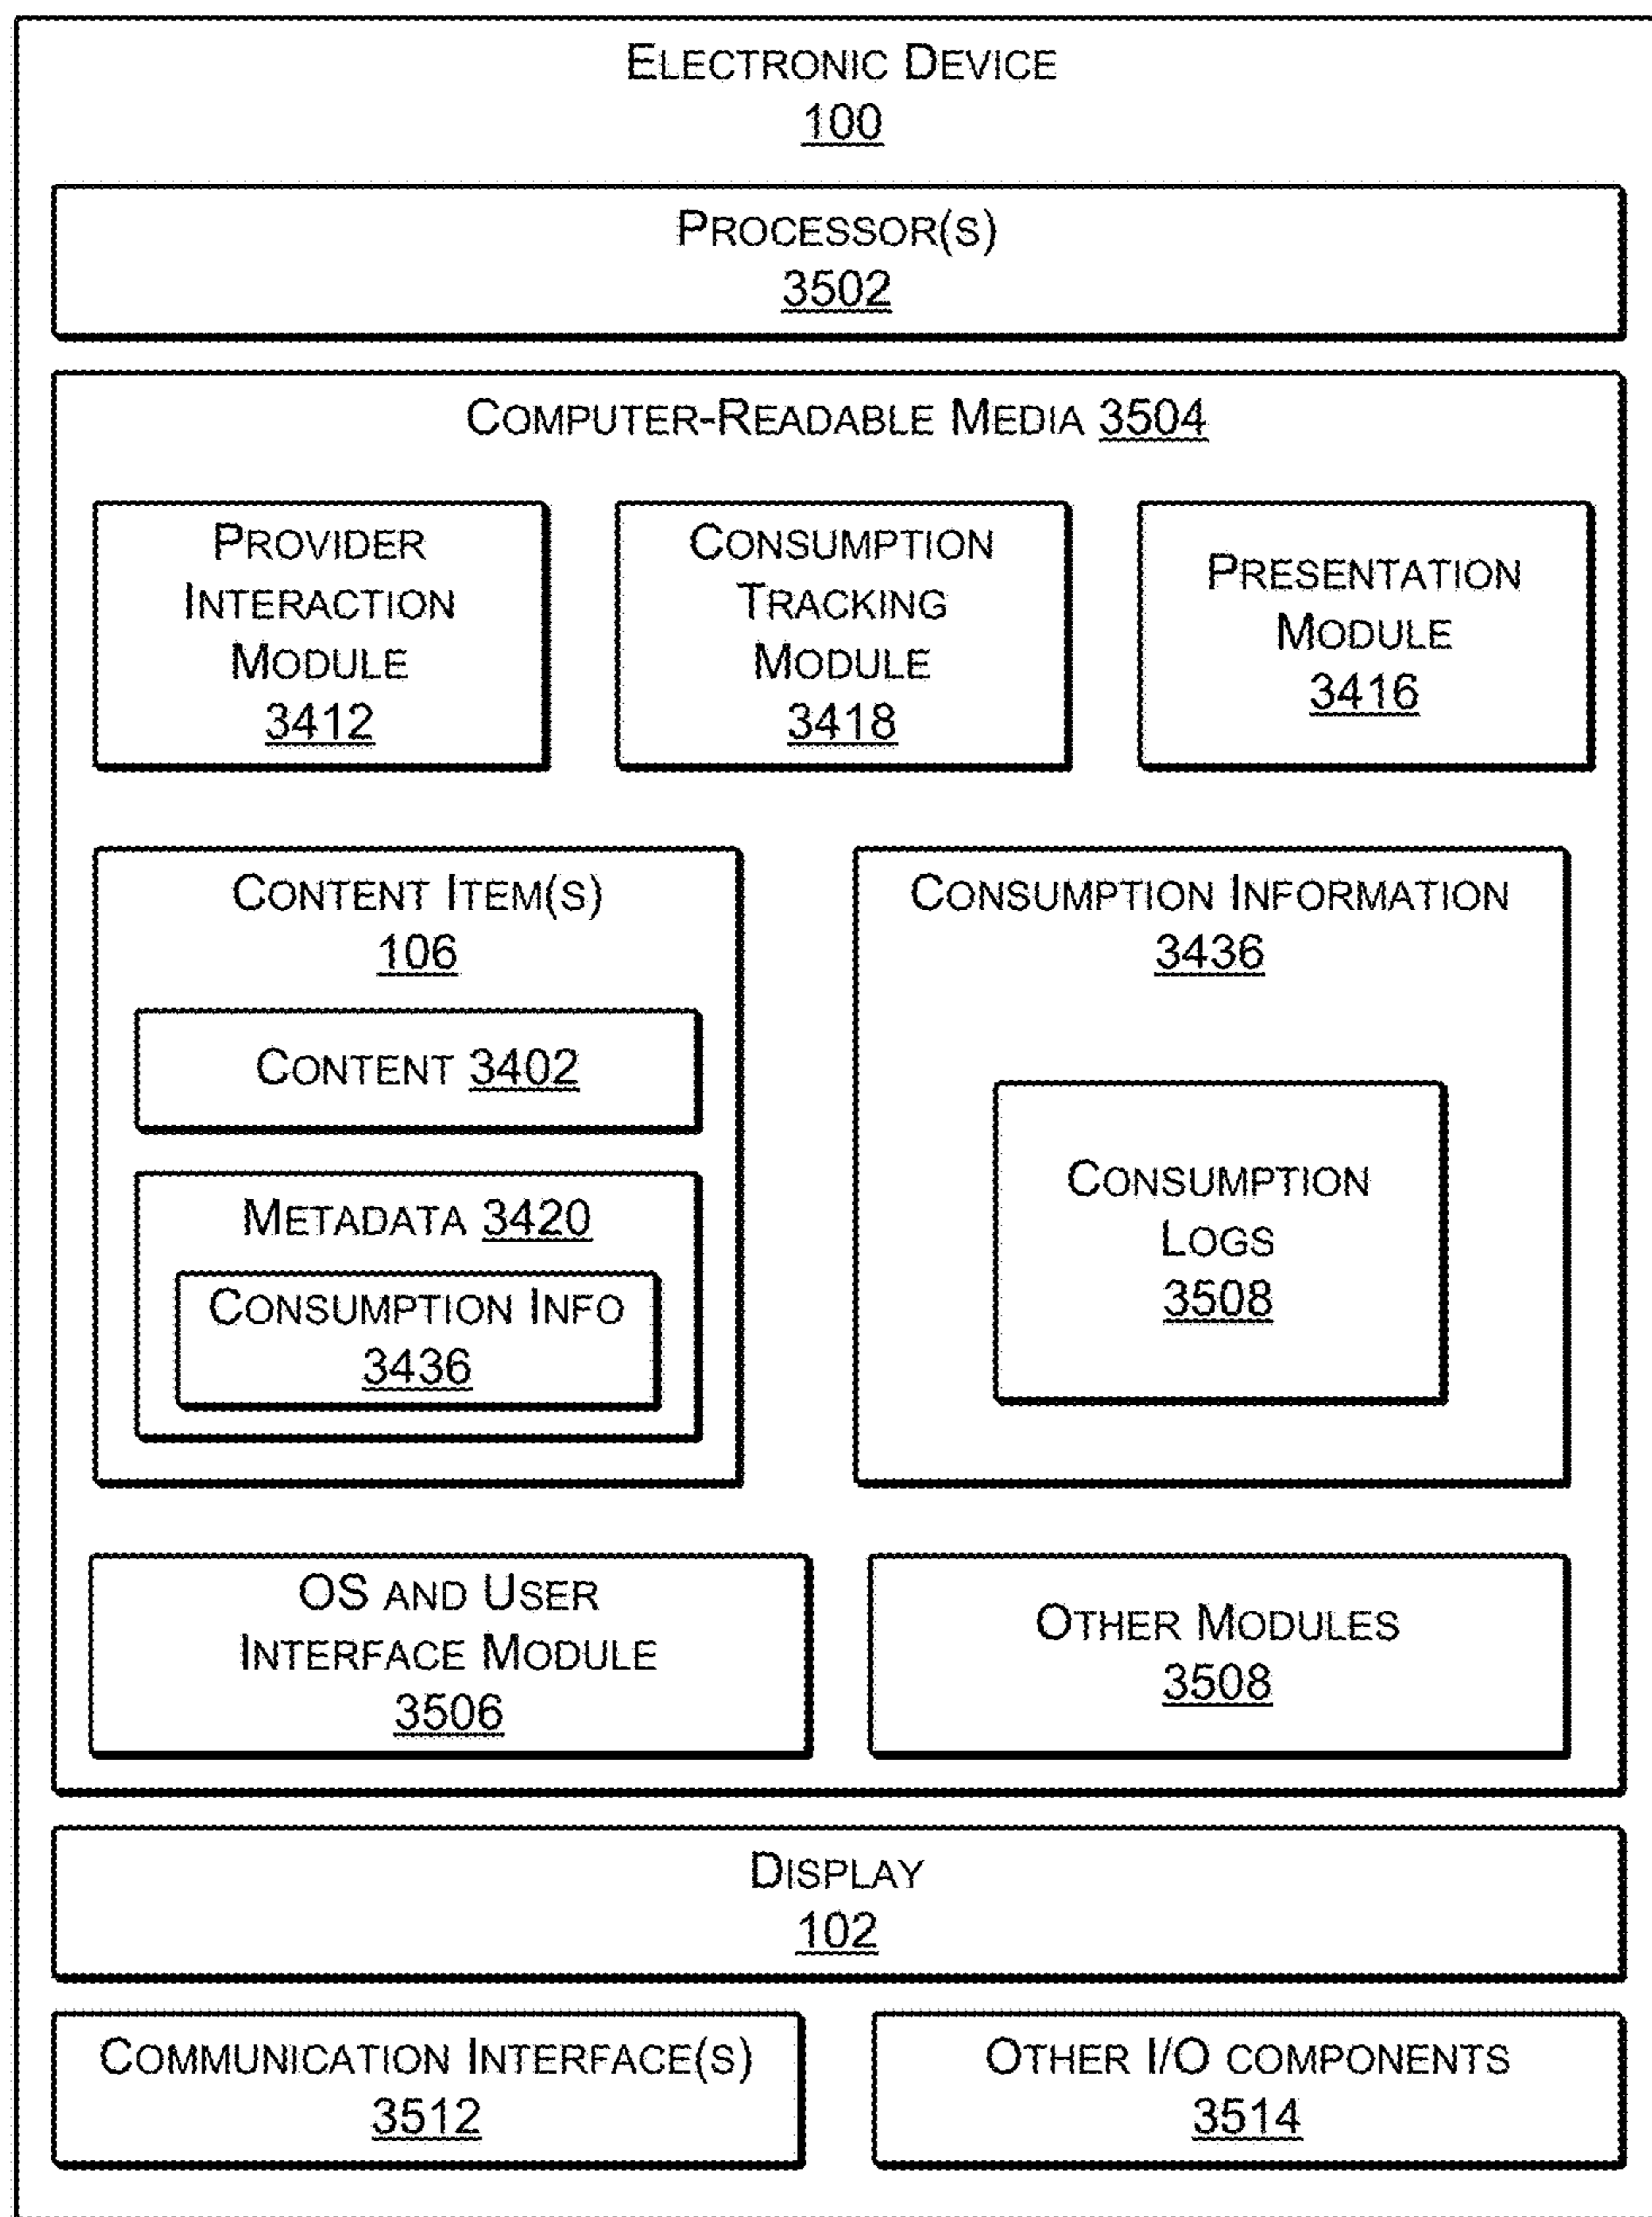 ELECTRONIC DEVICE
100
PROCESSOR(S)
3502
COMPUTER-READABLE MEDIA 3504
PROVIDER
INTERACTION
MODULE
3412
CONSUMPTION
TRACKING
MODULE
3418
PRESENTATION
MODULE
3416
CONTENT ITEM(S)
106
CONTENT 3402
METADATA 3420
CONSUMPTION INFO
3436
CONSUMPTION INFORMATION
3436
CONSUMPTION
LOGS
3508
OS AND USER
INTERFACE MODULE
3506
OTHER MODULES
3508
DISPLAY
102
COMMUNICATION INTERFACE(S)
3512
OTHER I/O COMPONENTS
3514